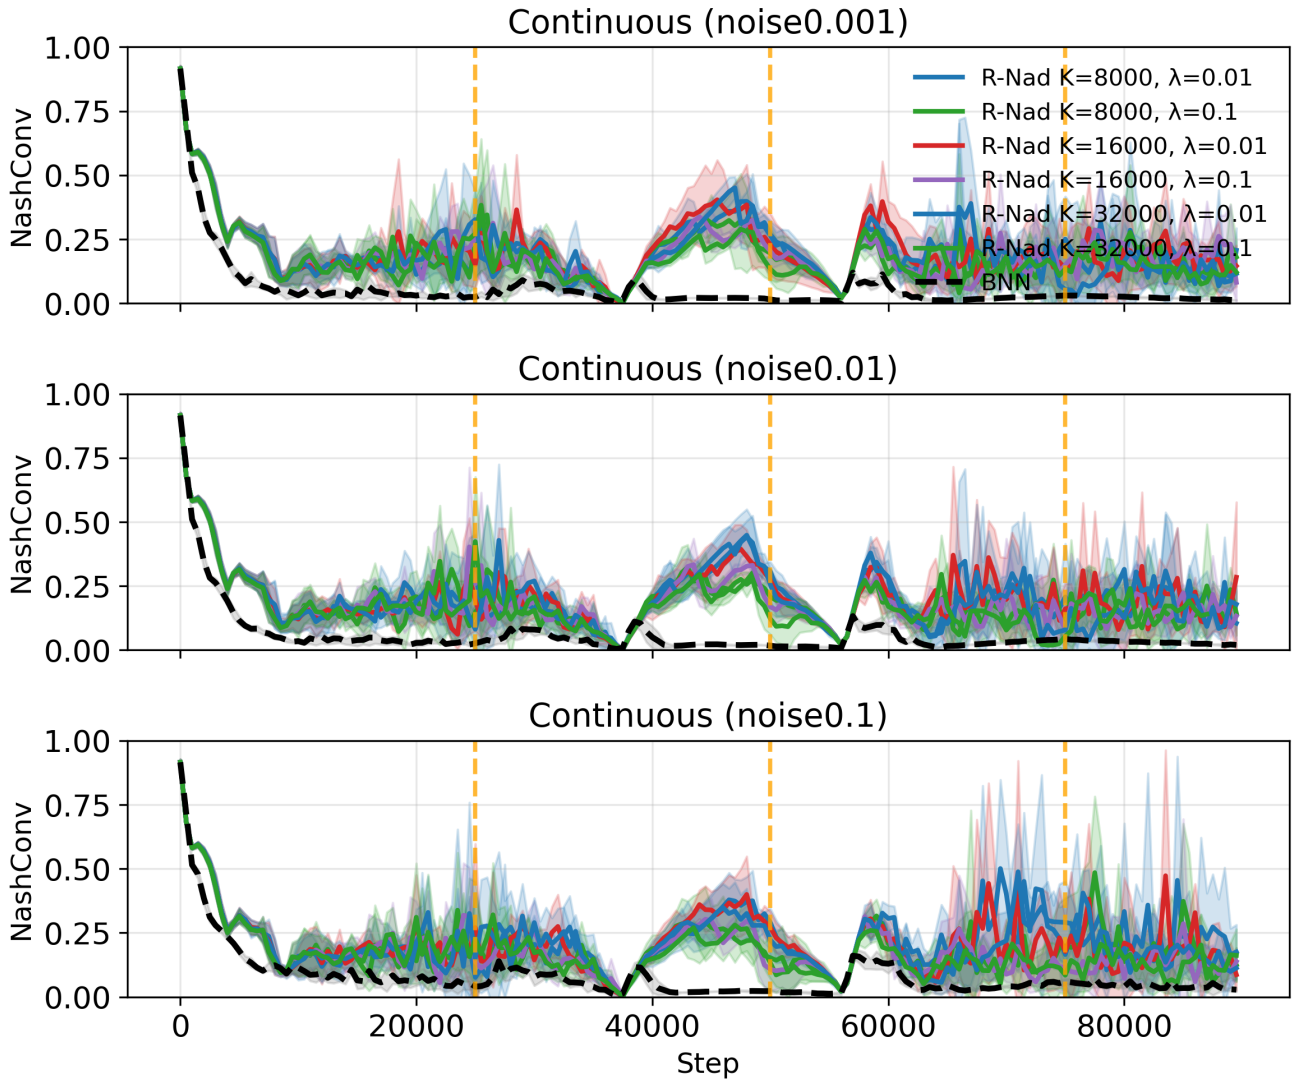 Continuous (noise0.001)
1.00
0.75
0.50
0.25
0.00
NashConv
R-Nad K=8000, λ=0.01
R-Nad K=8000, λ=0.1
R-Nad K=16000, λ=0.01
R-Nad K=16000, λ=0.1
R-Nad K=32000, λ=0.01
R-Nad K=32000, λ=0.1
BNN
Continuous (noise0.01)
1.00
0.75
0.50
0.25
0.00
NashConv
Continuous (noise0.1)
1.00
0.75
0.50
0.25
0.00
NashConv
0 20000 40000 60000 80000
Step